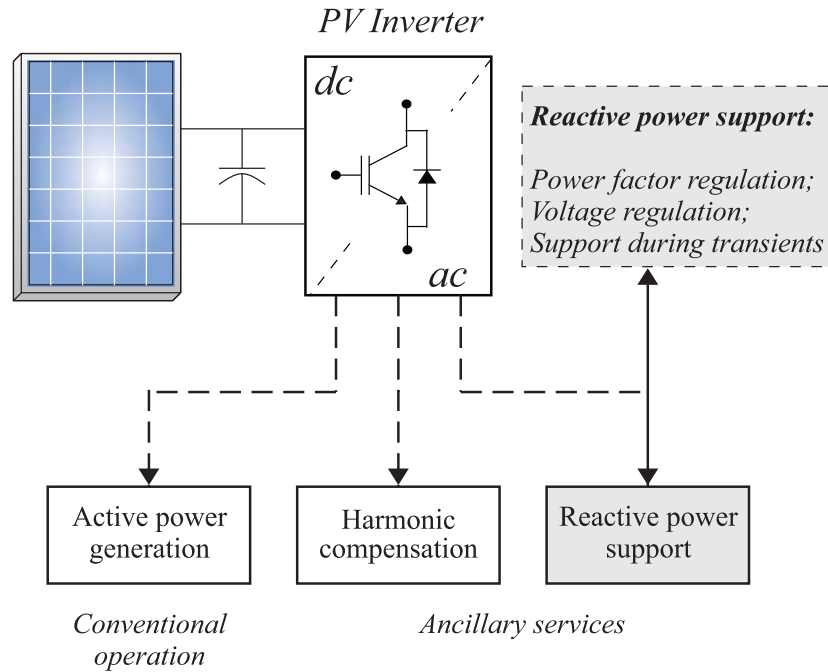 PV Inverter
dc
ac
Reactive power support:
Power factor regulation;
Voltage regulation;
Support during transients
Active power
generation
Harmonic
compensation
Reactive power
support
Conventional
operation
Ancillary services